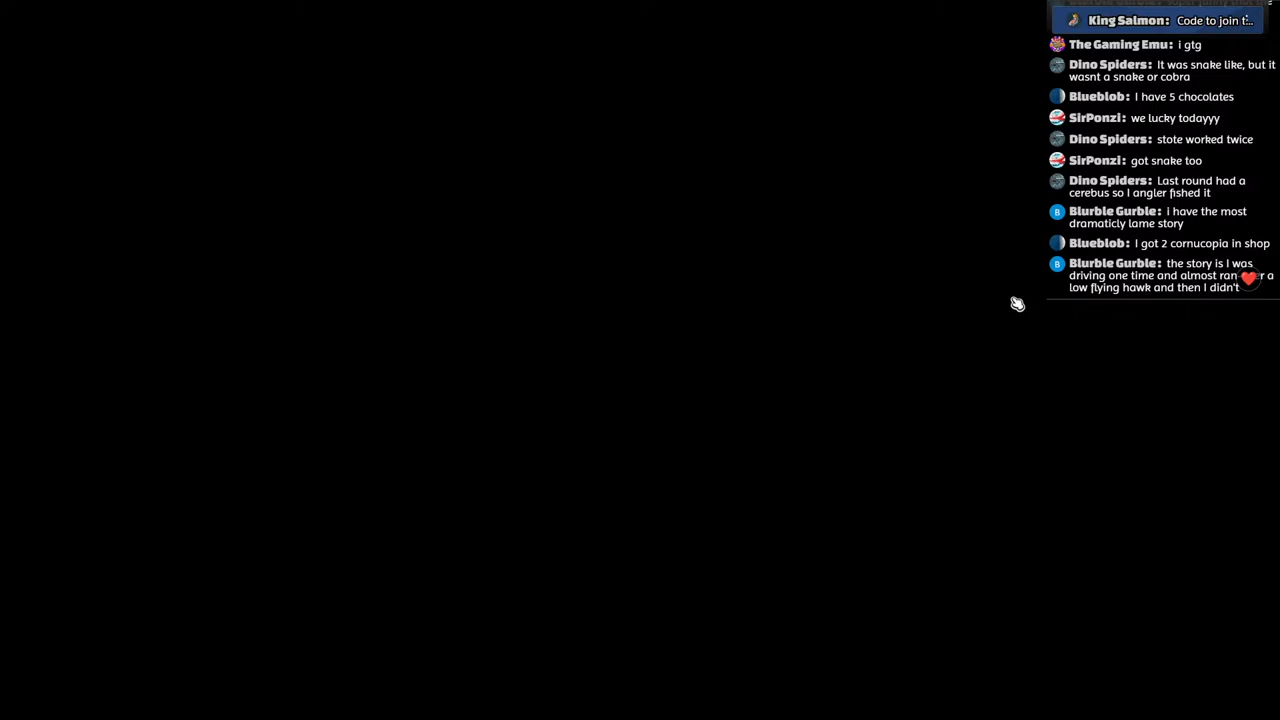 King Salmon: Code to join t...
The Gaming Emu: i gtg
Dino Spiders: It was snake like, but it
wasnt a snake or cobra
Blueblob: I have 5 chocolates
SirPonzi: we lucky todayyy
Dino Spiders: stote worked twice
SirPonzi: got snake too
Dino Spiders: Last round had a
cerebus so I angler fished it
Blurble Gurble: i have the most
dramaticly lame story
Blueblob: I got 2 cornucopia in shop
Blurble Gurble: the story is I was
driving one time and almost ran a
low flying hawk and then I didn't